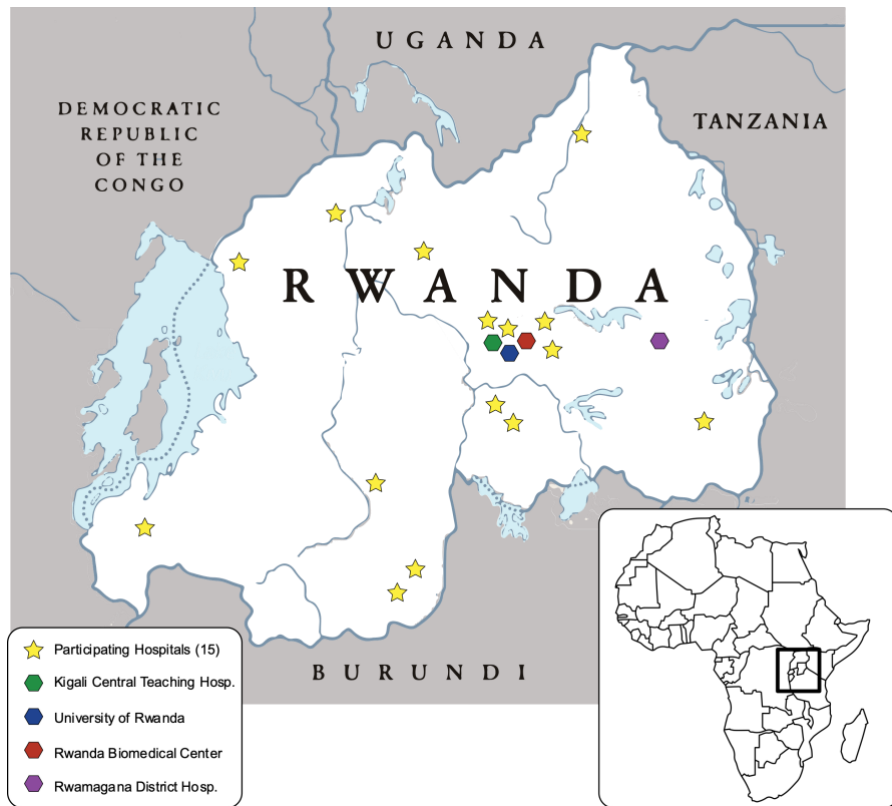 UGANDA
DEMOCRATIC
REPUBLIC
OF THE
CONGO
TANZANIA
RWANDA
BURUNDI
Participating Hospitals (15)
Kigali Central Teaching Hosp.
University of Rwanda
Rwanda Biomedical Center
Rwamagana District Hosp.